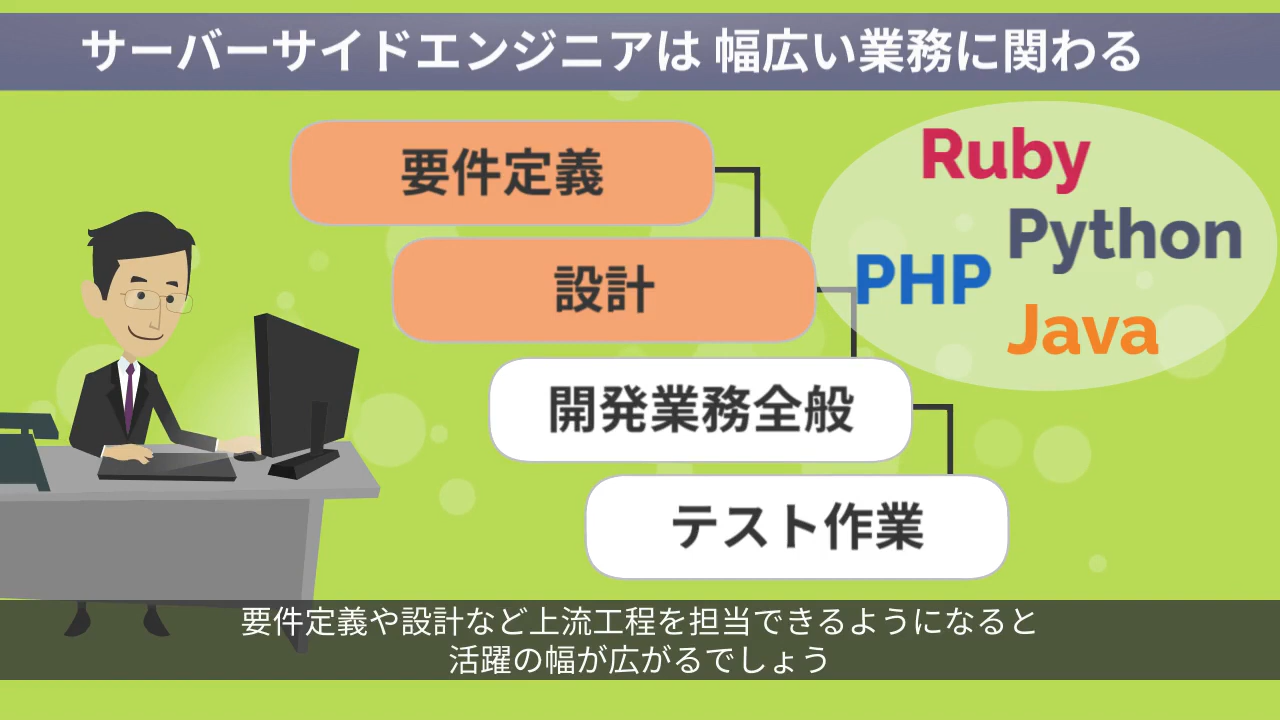 サーバーサイドエンジニアは 幅広い業務に関わる
要件定義
設計
開発業務全般
テスト作業
Ruby
Python
PHP
Java
要件定義や設計など上流工程を担当できるようになると
活躍の幅が広がるでしょう